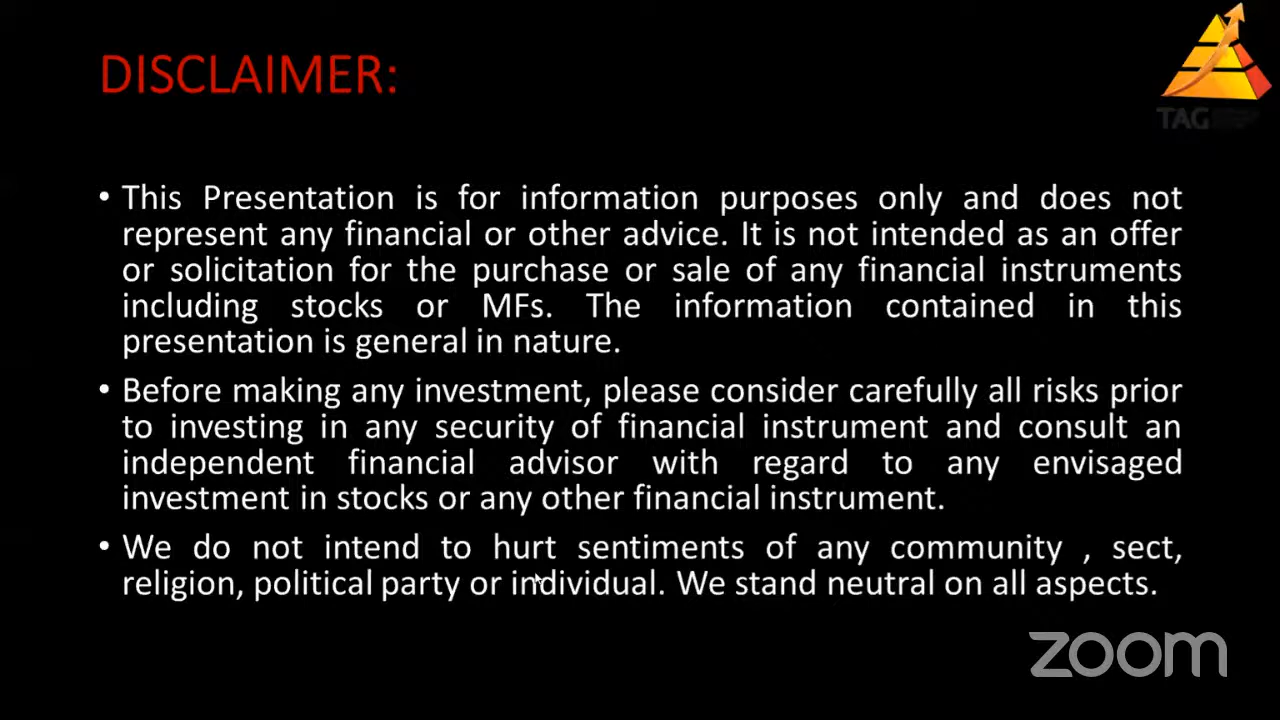 DISCLAIMER:
TAG
• This Presentation is for information purposes only and does not
represent any financial or other advice. It is not intended as an offer
or solicitation for the purchase or sale of any financial instruments
including stocks or MFs. The information contained in this
presentation is general in nature.
• Before making any investment, please consider carefully all risks prior
to investing in any security of financial instrument and consult an
independent financial advisor with regard to any envisaged
investment in stocks or any other financial instrument.
• We do not intend to hurt sentiments of any community , sect,
religion, political party or individual. We stand neutral on all aspects.
zoom